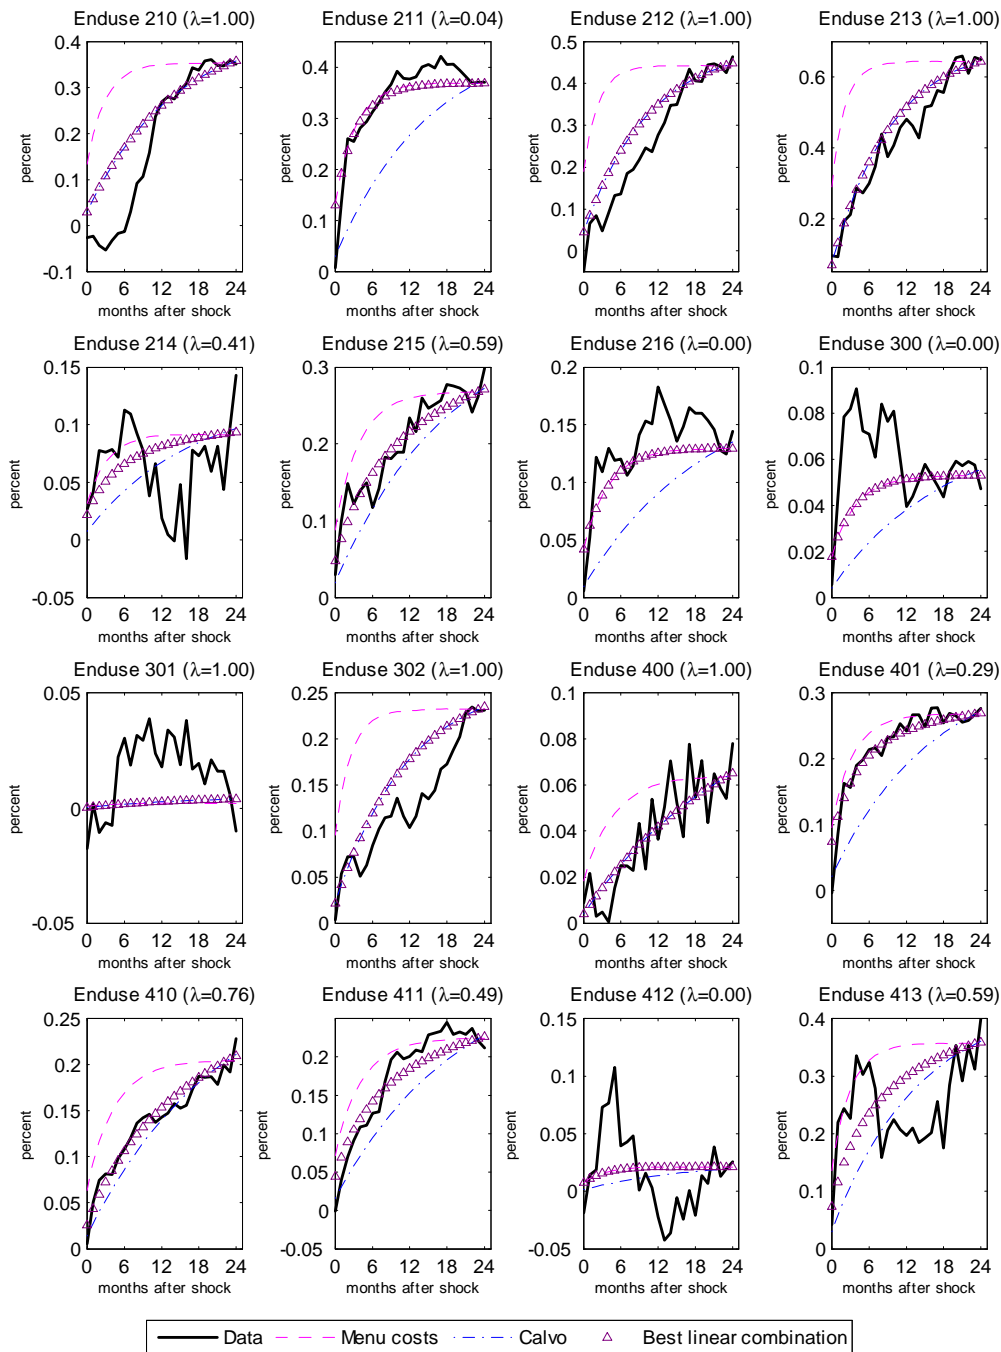 Enduse 210 (λ=1.00)
percent
0.4
0.3
0.2
0.1
0
-0.1
0 6 12 18 24
months after shock
Enduse 211 (λ=0.04)
percent
0.5
0.4
0.3
0.2
0.1
0
0 6 12 18 24
months after shock
Enduse 212 (λ=1.00)
percent
0.5
0.4
0.3
0.2
0.1
0
0 6 12 18 24
months after shock
Enduse 213 (λ=1.00)
percent
0.6
0.4
0.2
0 6 12 18 24
months after shock
Enduse 214 (λ=0.41)
percent
0.15
0.1
0.05
0
-0.05
0 6 12 18 24
months after shock
Enduse 215 (λ=0.59)
percent
0.3
0.2
0.1
0
0 6 12 18 24
months after shock
Enduse 216 (λ=0.00)
percent
0.2
0.15
0.1
0.05
0
0 6 12 18 24
months after shock
Enduse 300 (λ=0.00)
percent
0.1
0.08
0.06
0.04
0.02
0
0 6 12 18 24
months after shock
Enduse 301 (λ=1.00)
percent
0.05
0
-0.05
0 6 12 18 24
months after shock
Enduse 302 (λ=1.00)
percent
0.25
0.2
0.15
0.1
0.05
0
0 6 12 18 24
months after shock
Enduse 400 (λ=1.00)
percent
0.1
0.08
0.06
0.04
0.02
0
0 6 12 18 24
months after shock
Enduse 401 (λ=0.29)
percent
0.3
0.2
0.1
0
0 6 12 18 24
months after shock
Enduse 410 (λ=0.76)
percent
0.25
0.2
0.15
0.1
0.05
0
0 6 12 18 24
months after shock
Enduse 411 (λ=0.49)
percent
0.2
0.15
0.1
0.05
0
-0.05
0 6 12 18 24
months after shock
Enduse 412 (λ=0.00)
percent
0.15
0.1
0.05
0
-0.05
0 6 12 18 24
months after shock
Enduse 413 (λ=0.59)
percent
0.4
0.3
0.2
0.1
0
0 6 12 18 24
months after shock
Data Menu costs Calvo Best linear combination